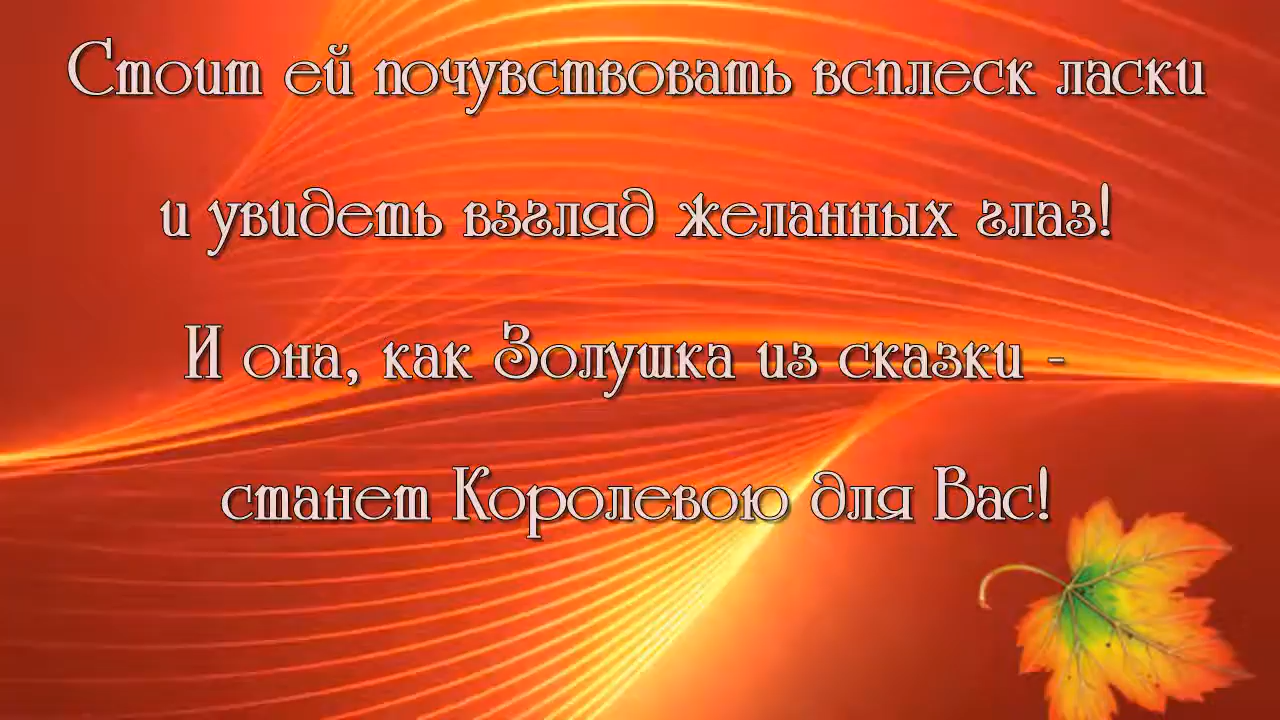 Стоит ей почувствовать всплеск ласки
и увидеть взгляд желанных глаз!
И она, как Золушка из сказки -
станет Королевою для Вас!